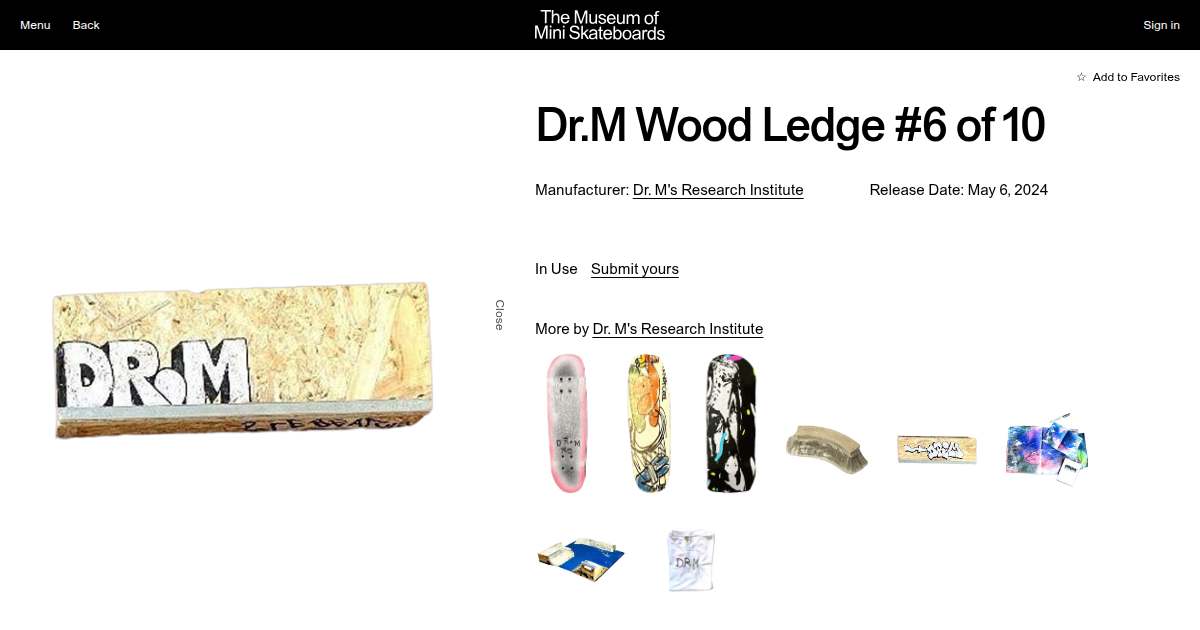 Menu
Back
The Museum of
Mini Skateboards
Sign in
☆ Add to Favorites
Dr.M Wood Ledge #6 of 10
Manufacturer: Dr. M's Research Institute
Release Date: May 6, 2024
DR.M
Close
In Use Submit yours
More by Dr. M's Research Institute
DRM
DRM